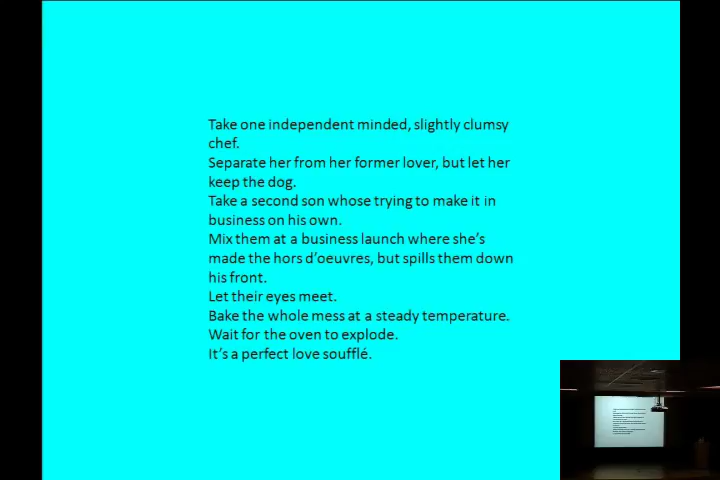 Take one independent minded, slightly clumsy
chef.
Separate her from her former lover, but let her
keep the dog.
Take a second son whose trying to make it in
business on his own.
Mix them at a business launch where she's
made the hors d'oeuvres, but spills them down
his front.
Let their eyes meet.
Bake the whole mess at a steady temperature.
Wait for the oven to explode.
It's a perfect love soufflé.